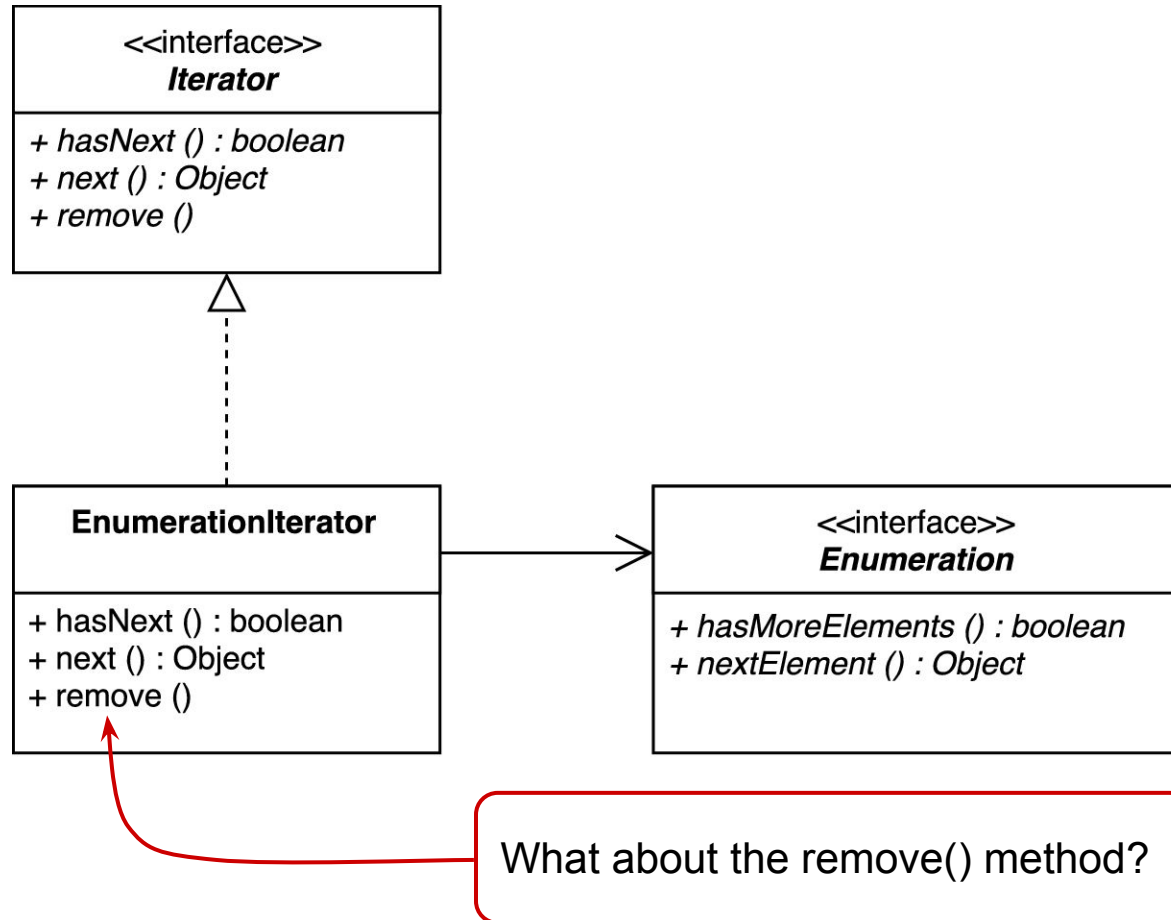 <<interface>>
Iterator
+ hasNext () : boolean
+ next () : Object
+ remove ()
EnumerationIterator
+ hasNext () : boolean
+ next () : Object
+ remove ()
<<interface>>
Enumeration
+ hasMoreElements () : boolean
+ nextElement () : Object
What about the remove() method?